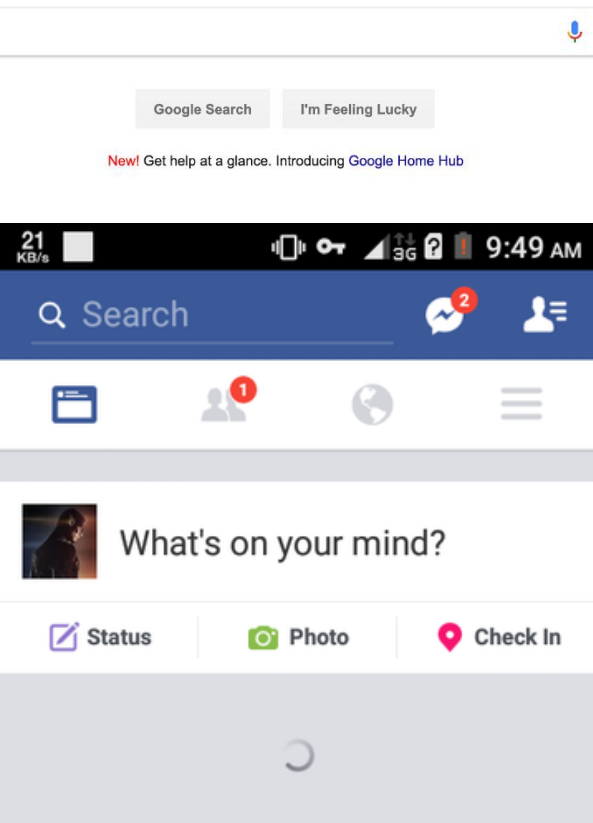 Google Search I'm Feeling Lucky
New! Get help at a glance. Introducing Google Home Hub
21 KB/s 3G 9:49 AM
Search 2
1
What's on your mind?
Status Photo Check In